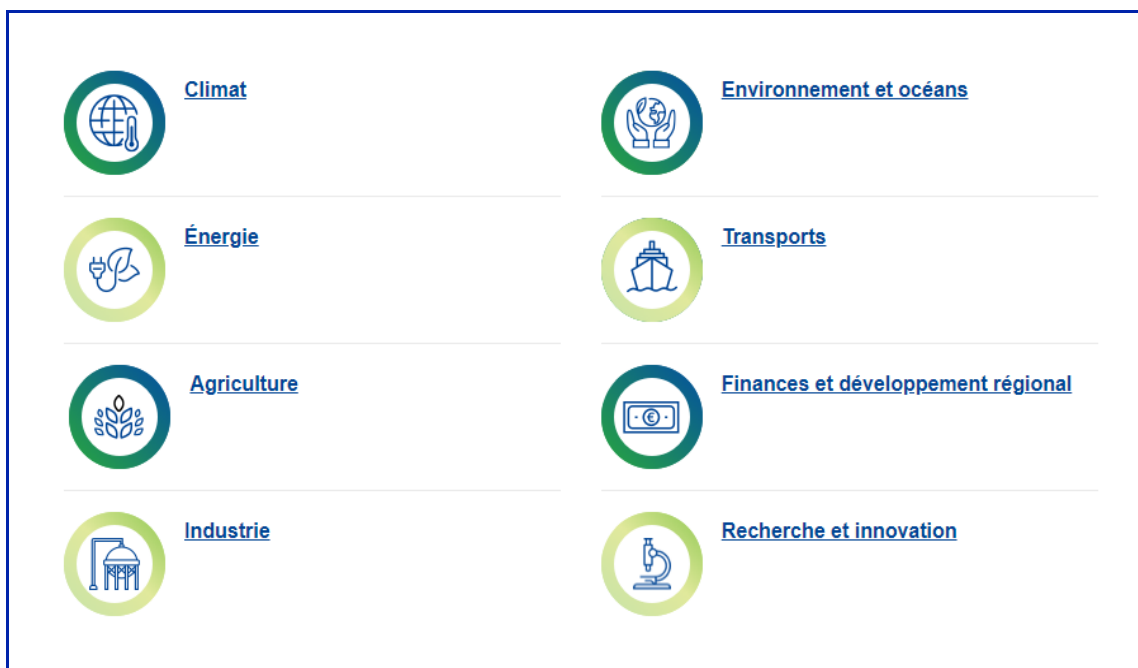 Climat
Environnement et océans
Énergie
Transports
Agriculture
Finances et développement régional
Industrie
Recherche et innovation